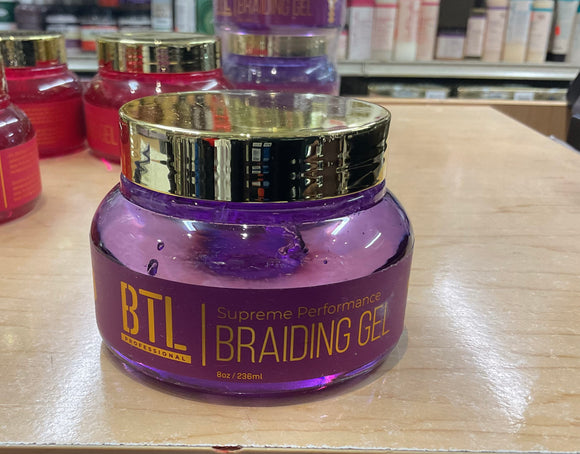 BRAIDING GEL
BTL
PROFESSIONAL
Supreme Performance
BRAIDING GEL
8oz / 236ml